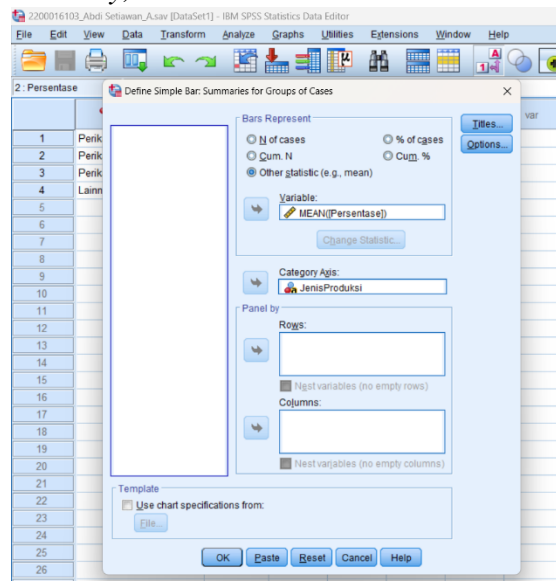 2200016103_Abdi Setiawan_A.sav [DataSet1] - IBM SPSS Statistics Data Editor
File Edit View Data Transform Analyze Graphs Utilities Extensions Window Help
2 : Persentase
Define Simple Bar: Summaries for Groups of Cases
var
1 Perik
2 Perik
3 Perik
4 Lainn
5
6
7
8
9
10
11
12
13
14
15
16
17
18
19
20
21
22
23
24
25
26
Bars Represent
N of cases % of cases
Cum. N Cum. %
Other statistic (e.g., mean)
Variable:
MEAN([Persentase])
Change Statistic...
Category Axis:
JenisProduksi
Panel by
Rows:
Nest variables (no empty rows)
Columns:
Nest variables (no empty columns)
Titles...
Options...
Template
Use chart specifications from:
File...
OK Paste Reset Cancel Help